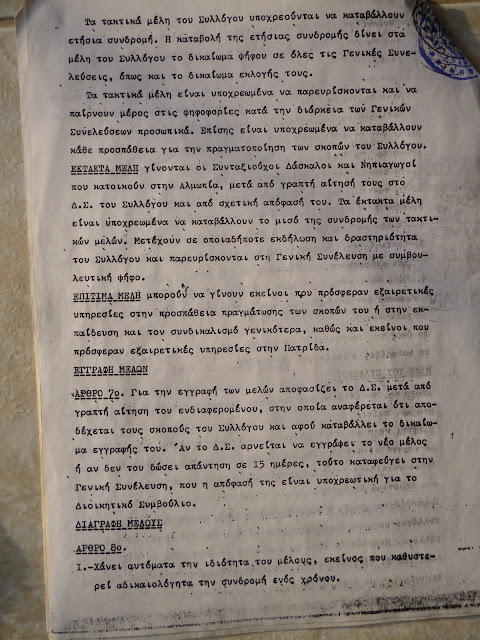 Τα τακτικά μέλη του Συλλόγου υποχρεούνται να καταβάλλουν
ετήσια συνδρομή. Η καταβολή της ετήσιας συνδρομής δίνει στα
μέλη του Συλλόγου το δικαίωμα ψήφου σε όλες τις Γενικές Συνε-
λεύσεις, όπως και το δικαίωμα εκλογής τους.
Τα τακτικά μέλη είναι υποχρεωμένα να παρευρίσκονται και να
παίρνουν μέρος στις ψηφοφορίες κατά την διάρκεια των Γενικών
Συνελεύσεων προσωπικά. Επίσης είναι υποχρεωμένα να καταβάλλουν
κάθε προσπάθεια για την πραγματοποίηση των σκοπών του Συλλόγου.
ΕΚΤΑΚΤΑ ΜΕΛΗ γίνονται οι Συνταξιούχοι Δάσκαλοι και Νηπιαγωγοί
που κατοικούν στην Αλμωπία, μετά από γραπτή αίτησή τους στο
Δ.Σ. του Συλλόγου και από σχετική απόφασή του. Τα έκτακτα μέλη
είναι υποχρεωμένα να καταβάλλουν το μισό της συνδρομής των τακτι-
κών μελών. Μετέχουν σε οποιαδήποτε εκδήλωση και δραστηριότητα
του Συλλόγου και παρευρίσκονται στη Γενική Συνέλευση με συμβου-
λευτική ψήφο.
ΕΠΙΤΙΜΑ ΜΕΛΗ μπορούν να γίνουν εκείνοι που πρόσφεραν εξαιρετικές
υπηρεσίες στην προσπάθεια πραγμάτωσης των σκοπών του ή στην εκ-
παίδευση και τον συνδικαλισμό γενικότερα, καθώς και εκείνοι που
πρόσφεραν εξαιρετικές υπηρεσίες στην Πατρίδα.
ΕΓΓΡΑΦΗ ΜΕΛΩΝ
ΑΡΘΡΟ 7ο. Για την εγγραφή των μελών αποφασίζει το Δ.Σ. μετά από
γραπτή αίτηση του ενδιαφερομένου, στην οποία αναφέρεται ότι απο-
δέχεται τους σκοπούς του Συλλόγου και αφού καταβάλλει το δικαίω-
μα εγγραφής του. Αν το Δ.Σ. αρνείται να εγγράψει το νέο μέλος
ή αν δεν του δώσει απάντηση σε 15 ημέρες, τούτο καταφεύγει στην
Γενική Συνέλευση, που η απόφασή της είναι υποχρεωτική για το
Διοικητικό Συμβούλιο.
ΔΙΑΓΡΑΦΗ ΜΕΛΟΥΣ
ΑΡΘΡΟ 8ο.
Ι.-Χάνει αυτόματα την ιδιότητα του μέλους, εκείνος που καθυστε-
ρεί αδικαιολόγητα την συνδρομή ενός χρόνου.